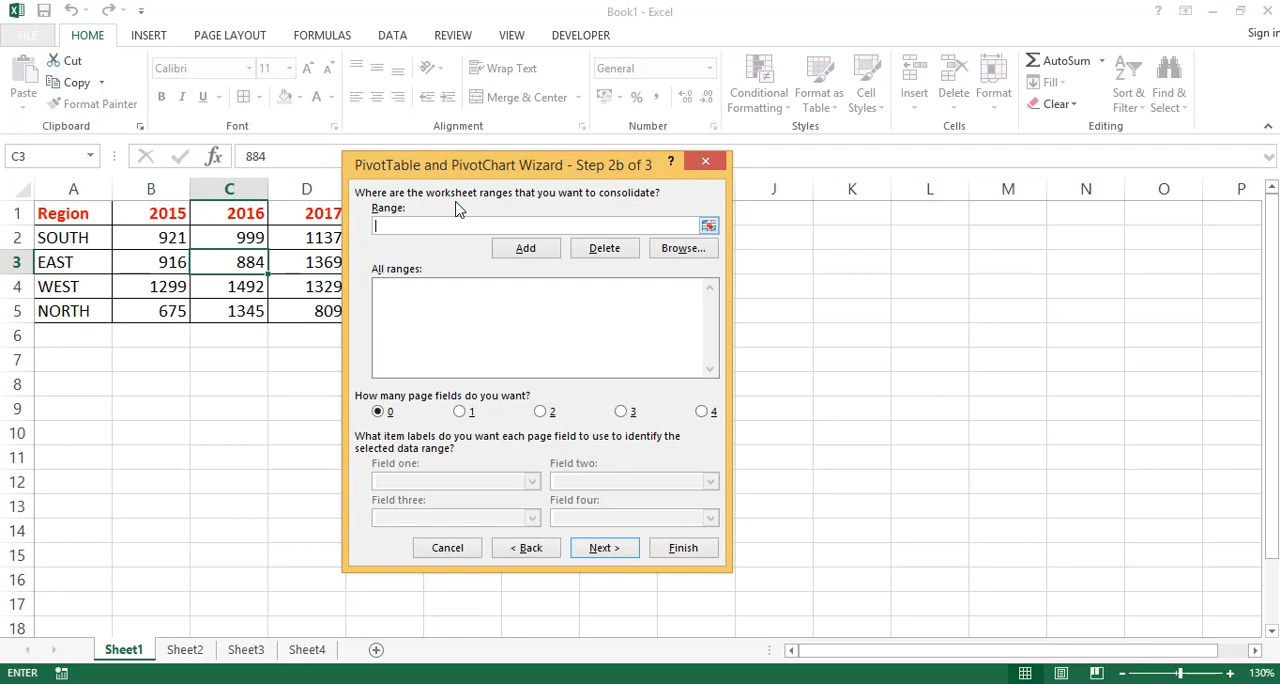 Book1 - Excel
?
FILE HOME INSERT PAGE LAYOUT FORMULAS DATA REVIEW VIEW DEVELOPER Sign in
Paste Cut Copy Format Painter
Clipboard
Calibri 11 A A
B I U A
Font
Wrap Text
Merge & Center
Alignment
General
% ,
Number
Conditional Formatting Format as Table Cell Styles
Styles
Insert Delete Format
Cells
AutoSum Fill Clear Sort & Filter Find & Select
Editing
C3 fx 884
A B C D J K L M N O P
1 Region 2015 2016 2017
2 SOUTH 921 999 1137
3 EAST 916 884 1369
4 WEST 1299 1492 1329
5 NORTH 675 1345 809
6
7
8
9
10
11
12
13
14
15
16
17
18
PivotTable and PivotChart Wizard - Step 2b of 3 ?
Where are the worksheet ranges that you want to consolidate?
Range:
Add Delete Browse...
All ranges:
How many page fields do you want?
0 1 2 3 4
What item labels do you want each page field to use to identify the
selected data range?
Field one: Field two:
Field three: Field four:
Cancel < Back Next > Finish
Sheet1 Sheet2 Sheet3 Sheet4
ENTER 130%